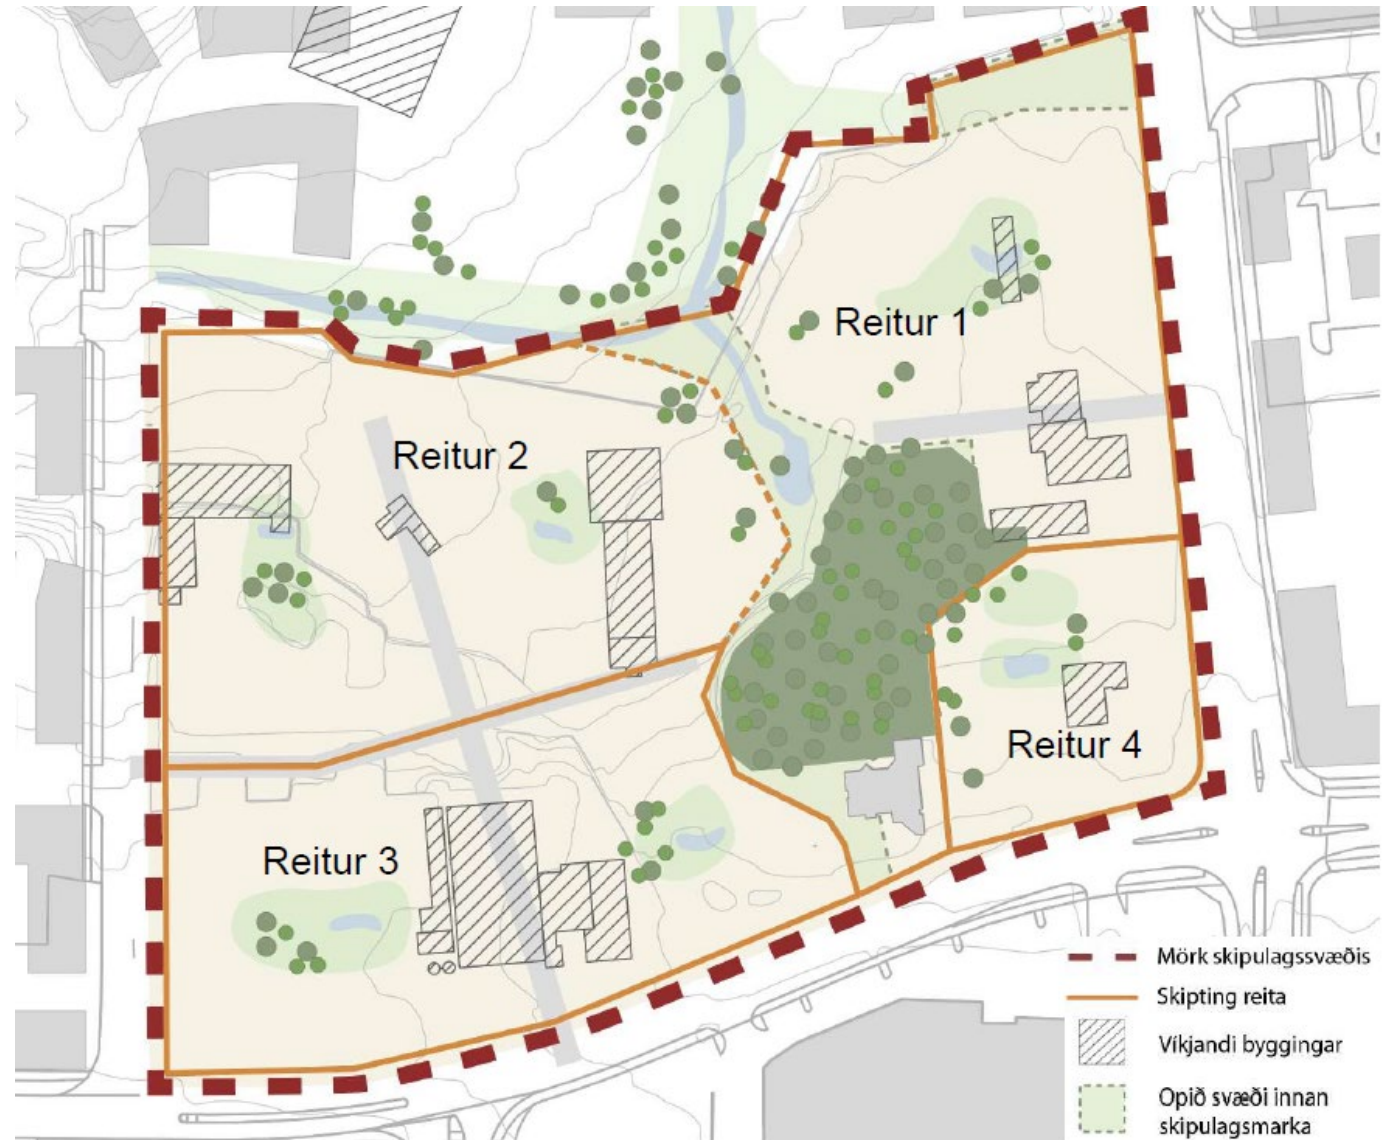 Reitur 1
Reitur 2
Reitur 4
Reitur 3
Mörk skipulagssvæðis
Skipting reita
Víkjandi byggingar
Opið svæði innan
skipulagsmarka